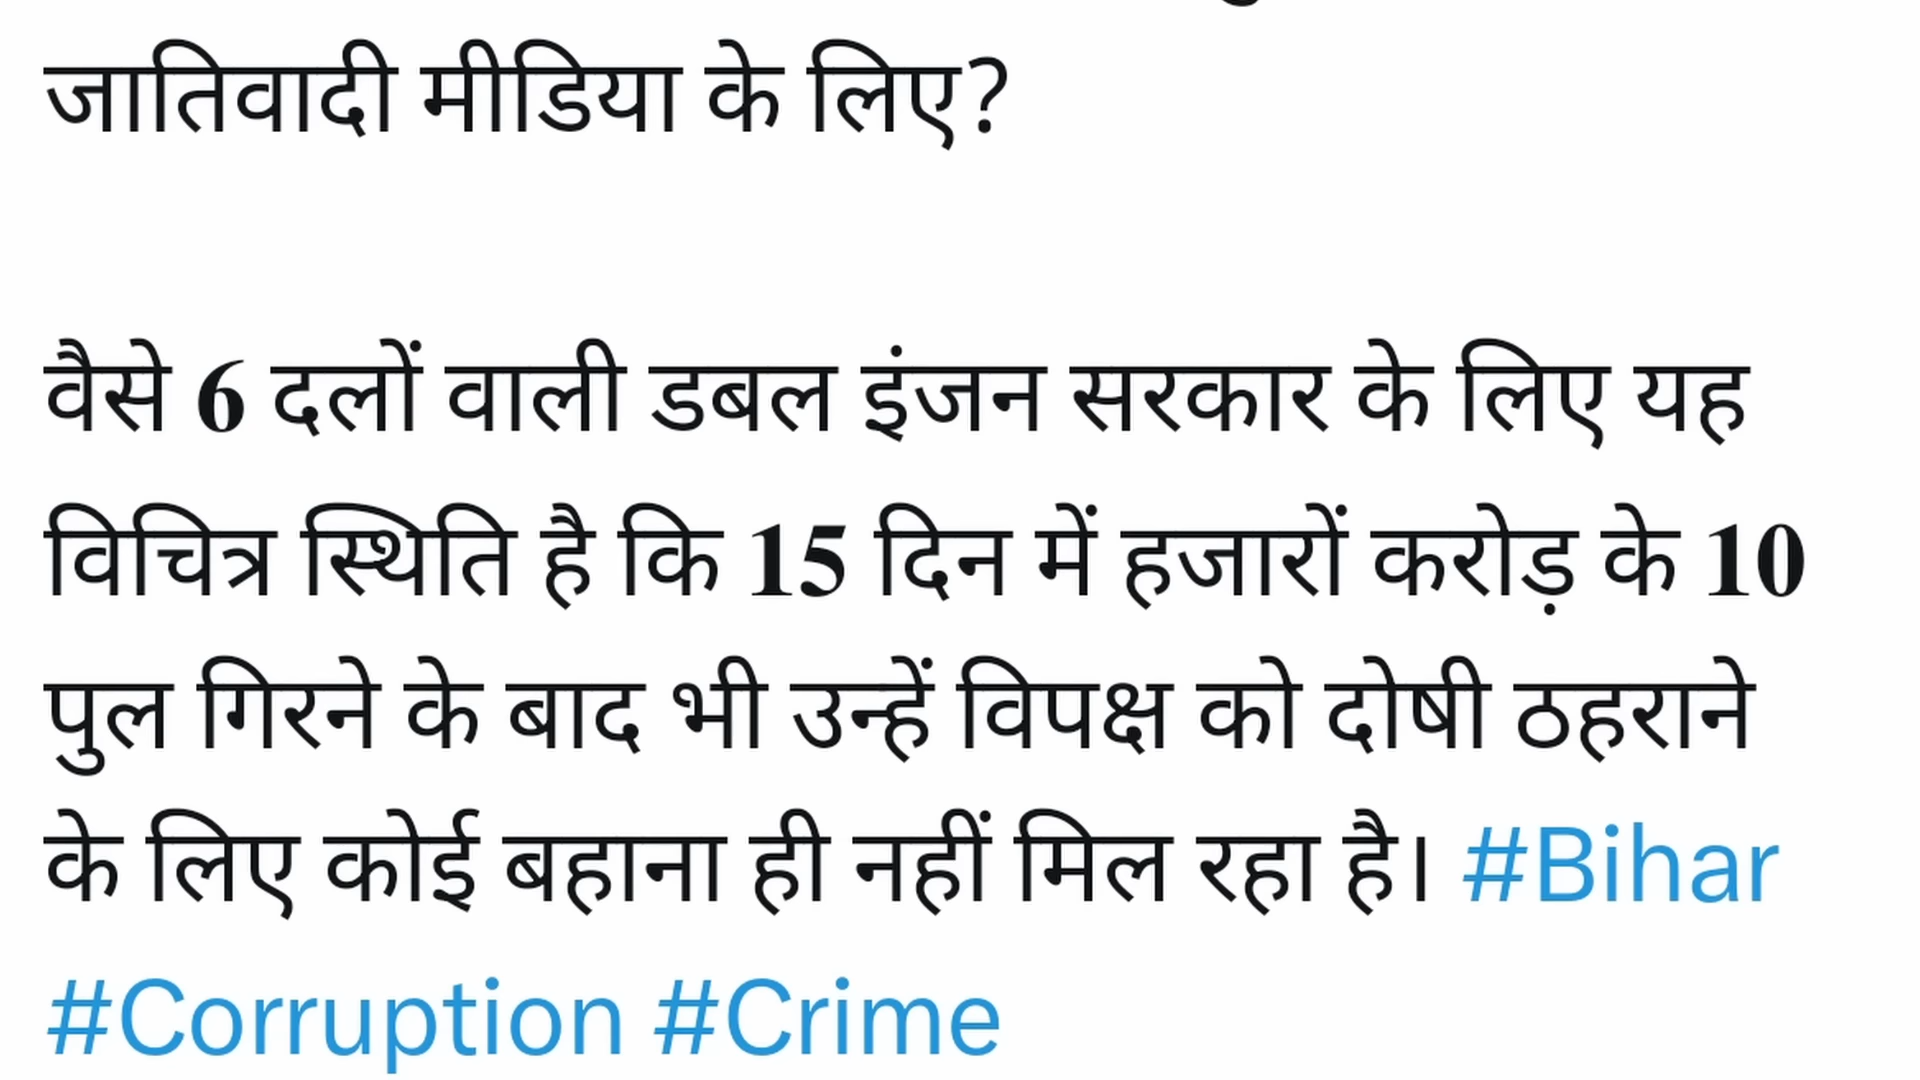 जातिवादी मीडिया के लिए?
वैसे 6 दलों वाली डबल इंजन सरकार के लिए यह
विचित्र स्थिति है कि 15 दिन में हजारों करोड़ के 10
पुल गिरने के बाद भी उन्हें विपक्ष को दोषी ठहराने
के लिए कोई बहाना ही नहीं मिल रहा है। #Bihar
#Corruption #Crime